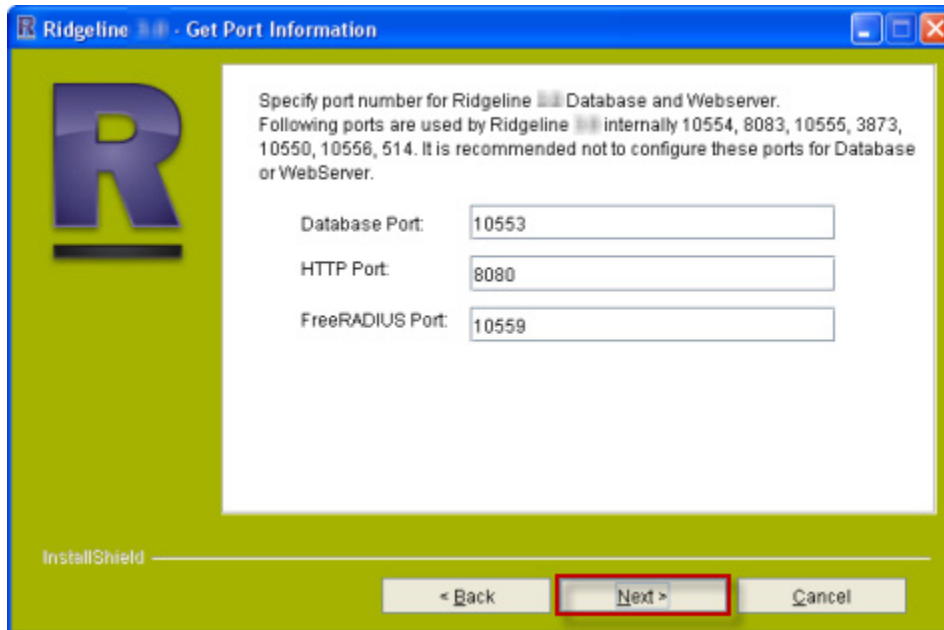 Ridgeline - Get Port Information
R
Specify port number for Ridgeline Database and Webserver.
Following ports are used by Ridgeline internally 10554, 8083, 10555, 3873,
10550, 10556, 514. It is recommended not to configure these ports for Database
or WebServer.
Database Port: 10553
HTTP Port: 8080
FreeRADIUS Port: 10559
InstallShield
< Back Next > Cancel